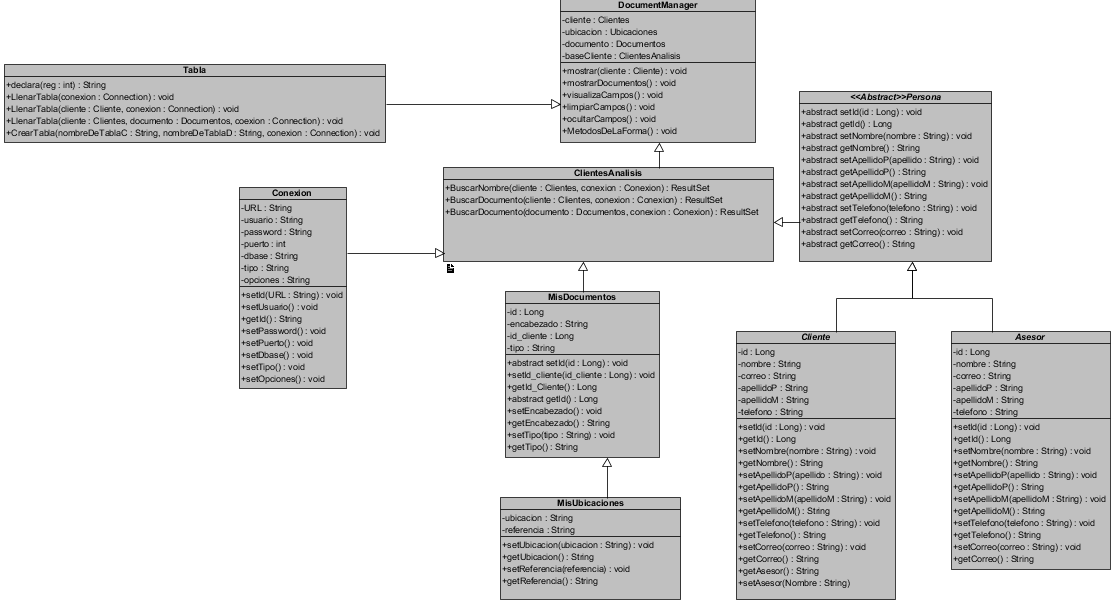 DocumentManager
-cliente : Clientes
-ubicacion : Ubicaciones
-documento : Documentos
-baseCliente : ClientesAnalisis
+mostrar(cliente : Cliente) : void
+mostrarDocumentos() : void
+visualizaCampos() : void
+limpiarCampos() : void
+ocultarCampos() : void
+MetodosDeLaForma() : void
Tabla
+declara(reg : int) : String
+LlenarTabla(conexion : Connection) : void
+LlenarTabla(cliente : Cliente, conexion : Connection) : void
+LlenarTabla(cliente : Clientes, documento : Documentos, coexion : Connection) : void
+CrearTabla(nombreDeTablaC : String, nombreDeTablaD : String, conexion : Connection) : void
<<Abstract>>Persona
+abstract setId(id : Long) : void
+abstract getId() : Long
+abstract setNombre(nombre : String) : void
+abstract getNombre() : String
+abstract setApellidoP(apellido : String) : void
+abstract getApellidoP() : String
+abstract setApellidoM(apellidoM : String) : void
+abstract getApellidoM() : String
+abstract setTelefono(telefono : String) : void
+abstract getTelefono() : String
+abstract setCorreo(correo : String) : void
+abstract getCorreo() : String
ClientesAnalisis
+BuscarNombre(cliente : Clientes, conexion : Conexion) : ResultSet
+BuscarDocumento(cliente : Clientes, conexion : Conexion) : ResultSet
+BuscarDocumento(documento : Documentos, conexion : Conexion) : ResultSet
Conexion
-URL : String
-usuario : String
-password : String
-puerto : int
-dbase : String
-tipo : String
-opciones : String
+setId(URL : String) : void
+setUsuario() : void
+getId() : String
+setPassword() : void
+setPuerto() : void
+setDbase() : void
+setTipo() : void
+setOpciones() : void
MisDocumentos
-id : Long
-encabezado : String
-id_cliente : Long
-tipo : String
+abstract setId(id : Long) : void
+setId_cliente(id_cliente : Long) : void
+getId_Cliente() : Long
+abstract getId() : Long
+setEncabezado() : void
+getEncabezado() : String
+setTipo(tipo : String) : void
+getTipo() : String
MisUbicaciones
-ubicacion : String
-referencia : String
+setUbicacion(ubicacion : String) : void
+getUbicacion() : String
+setReferencia(referencia) : void
+getReferencia() : String
Cliente
-id : Long
-nombre : String
-correo : String
-apellidoP : String
-apellidoM : String
-telefono : String
+setId(id : Long) : void
+getId() : Long
+setNombre(nombre : String) : void
+getNombre() : String
+setApellidoP(apellido : String) : void
+getApellidoP() : String
+setApellidoM(apellidoM : String) : void
+getApellidoM() : String
+setTelefono(telefono : String) : void
+getTelefono() : String
+setCorreo(correo : String) : void
+getCorreo() : String
+getAsesor() : String
+setAsesor(Nombre : String)
Asesor
-id : Long
-nombre : String
-correo : String
-apellidoP : String
-apellidoM : String
-telefono : String
+setId(id : Long) : void
+getId() : Long
+setNombre(nombre : String) : void
+getNombre() : String
+setApellidoP(apellido : String) : void
+getApellidoP() : String
+setApellidoM(apellidoM : String) : void
+getApellidoM() : String
+setTelefono(telefono : String) : void
+getTelefono() : String
+setCorreo(correo : String) : void
+getCorreo() : String